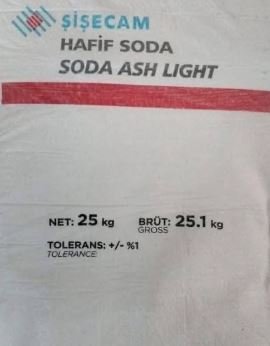 ŞİŞECAM
HAFİF SODA
SODA ASH LIGHT
NET: 25 kg BRÜT: 25.1 kg
GROSS
TOLERANS: +/- %1
TOLERANCE: